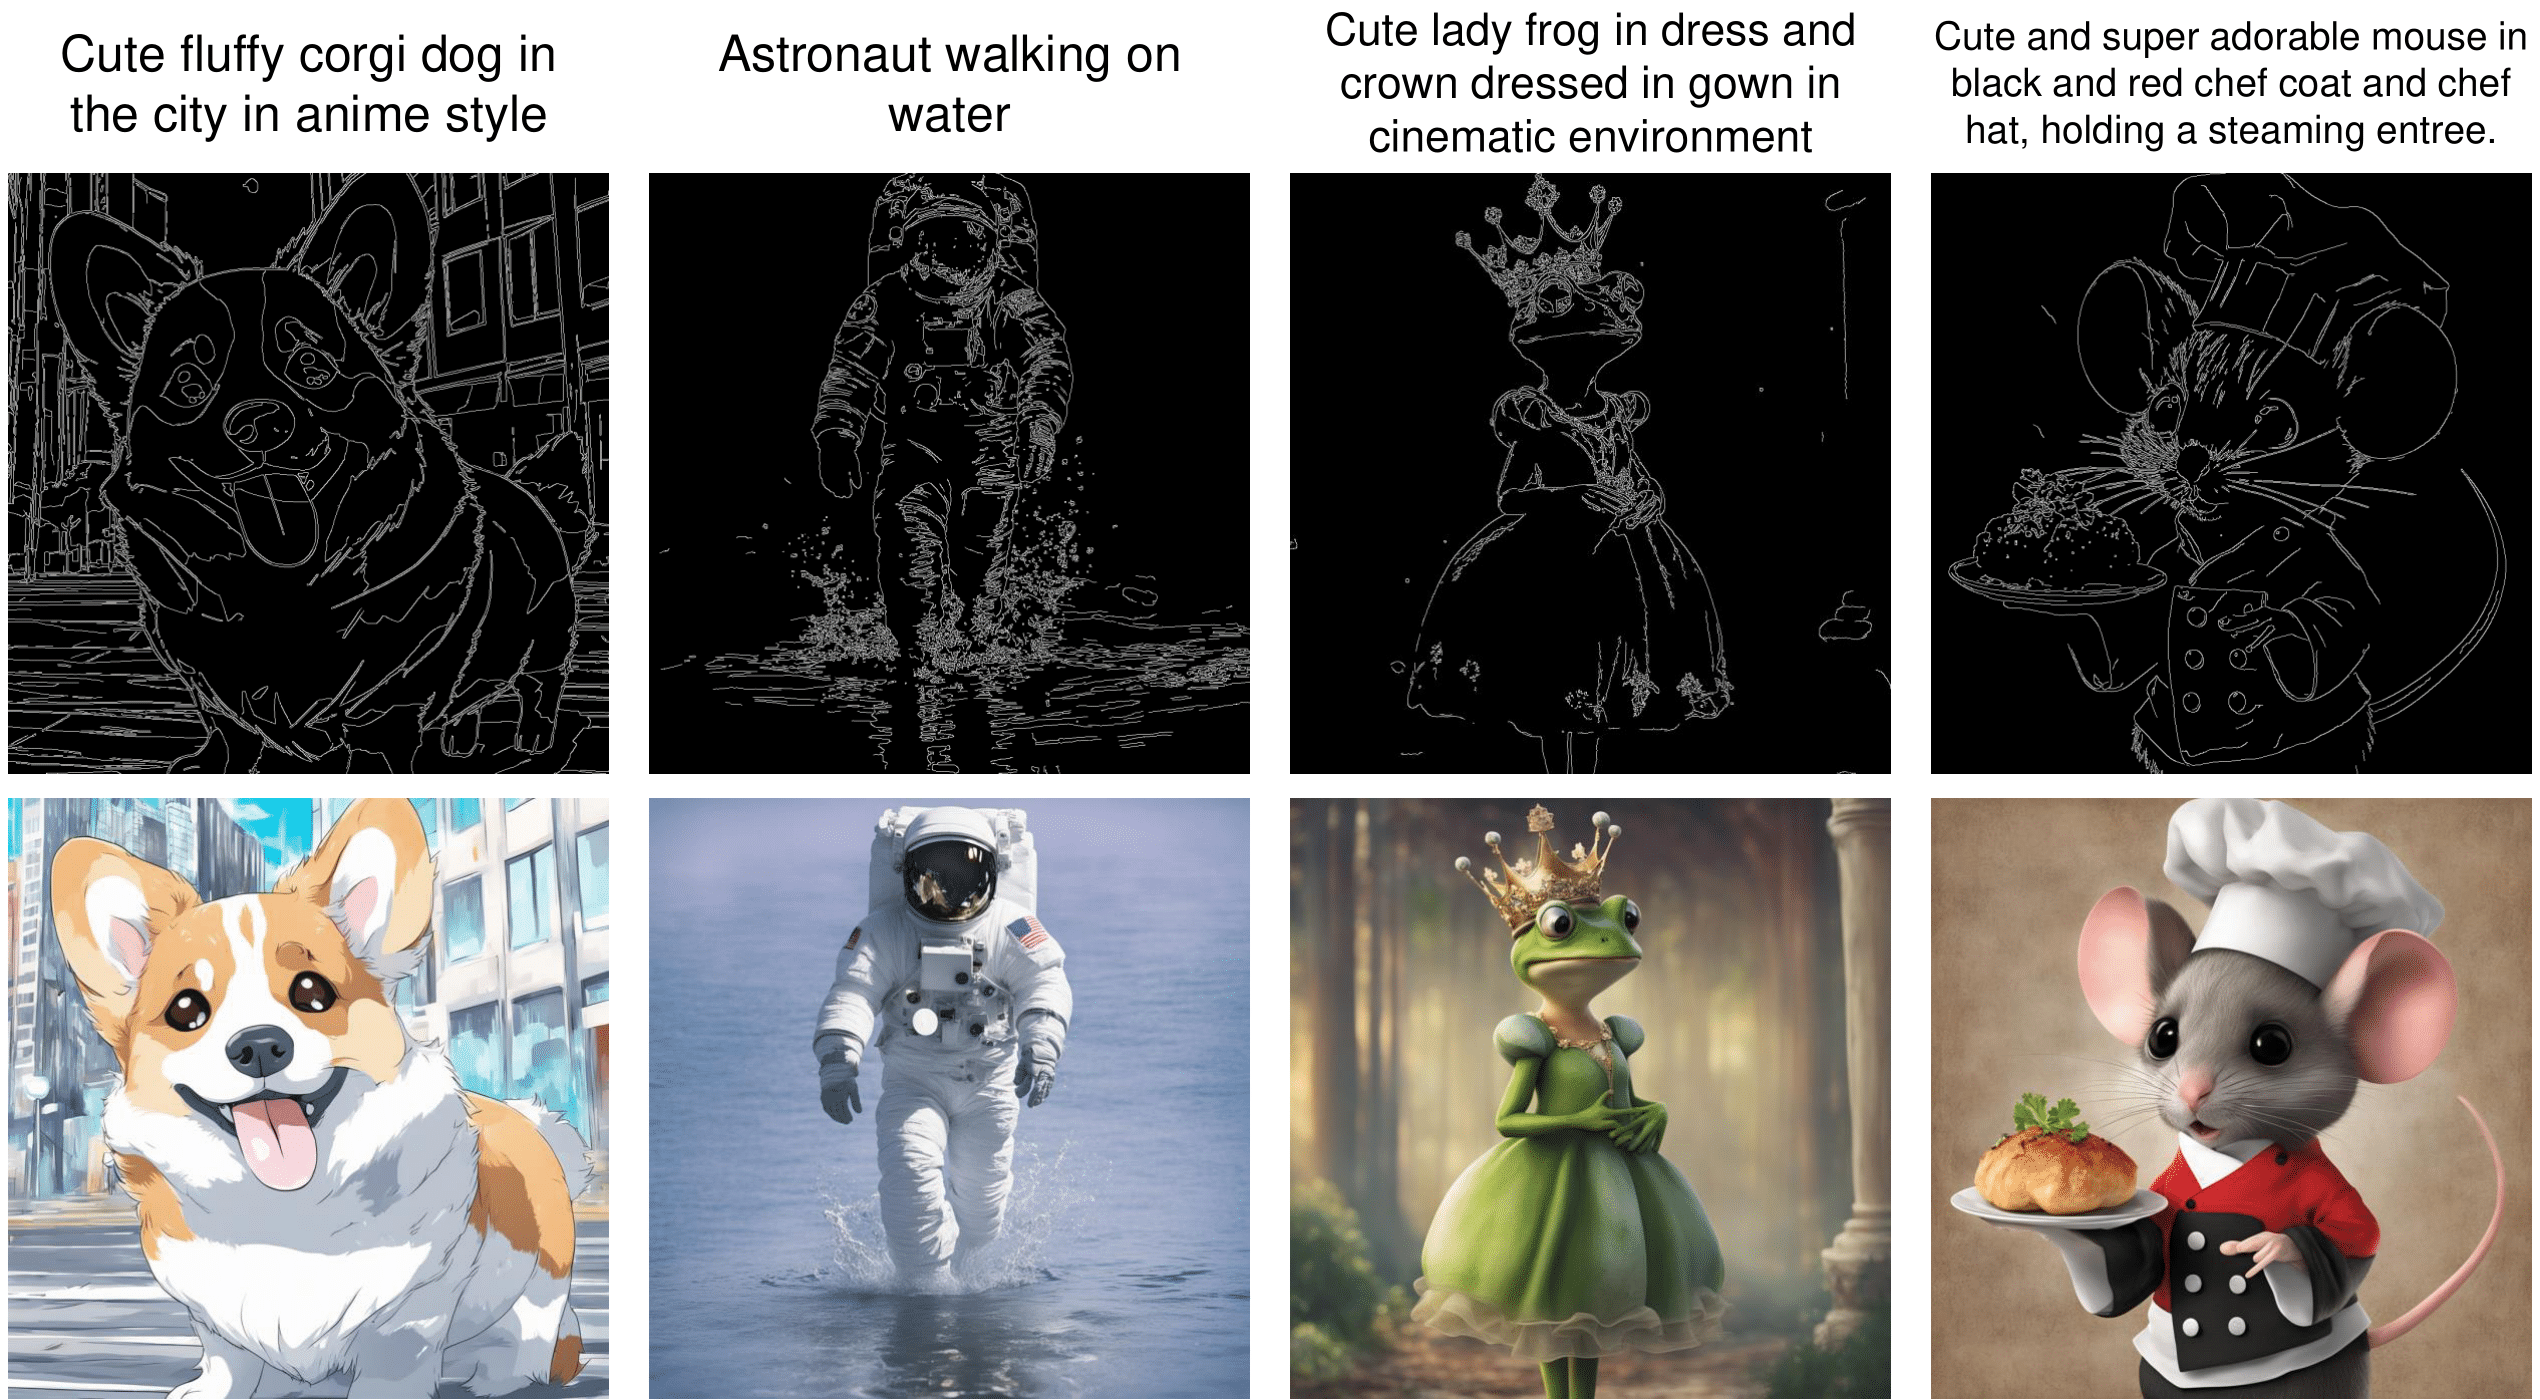 Cute fluffy corgi dog in
the city in anime style
Astronaut walking on
water
Cute lady frog in dress and
crown dressed in gown in
cinematic environment
Cute and super adorable mouse in
black and red chef coat and chef
hat, holding a steaming entree.